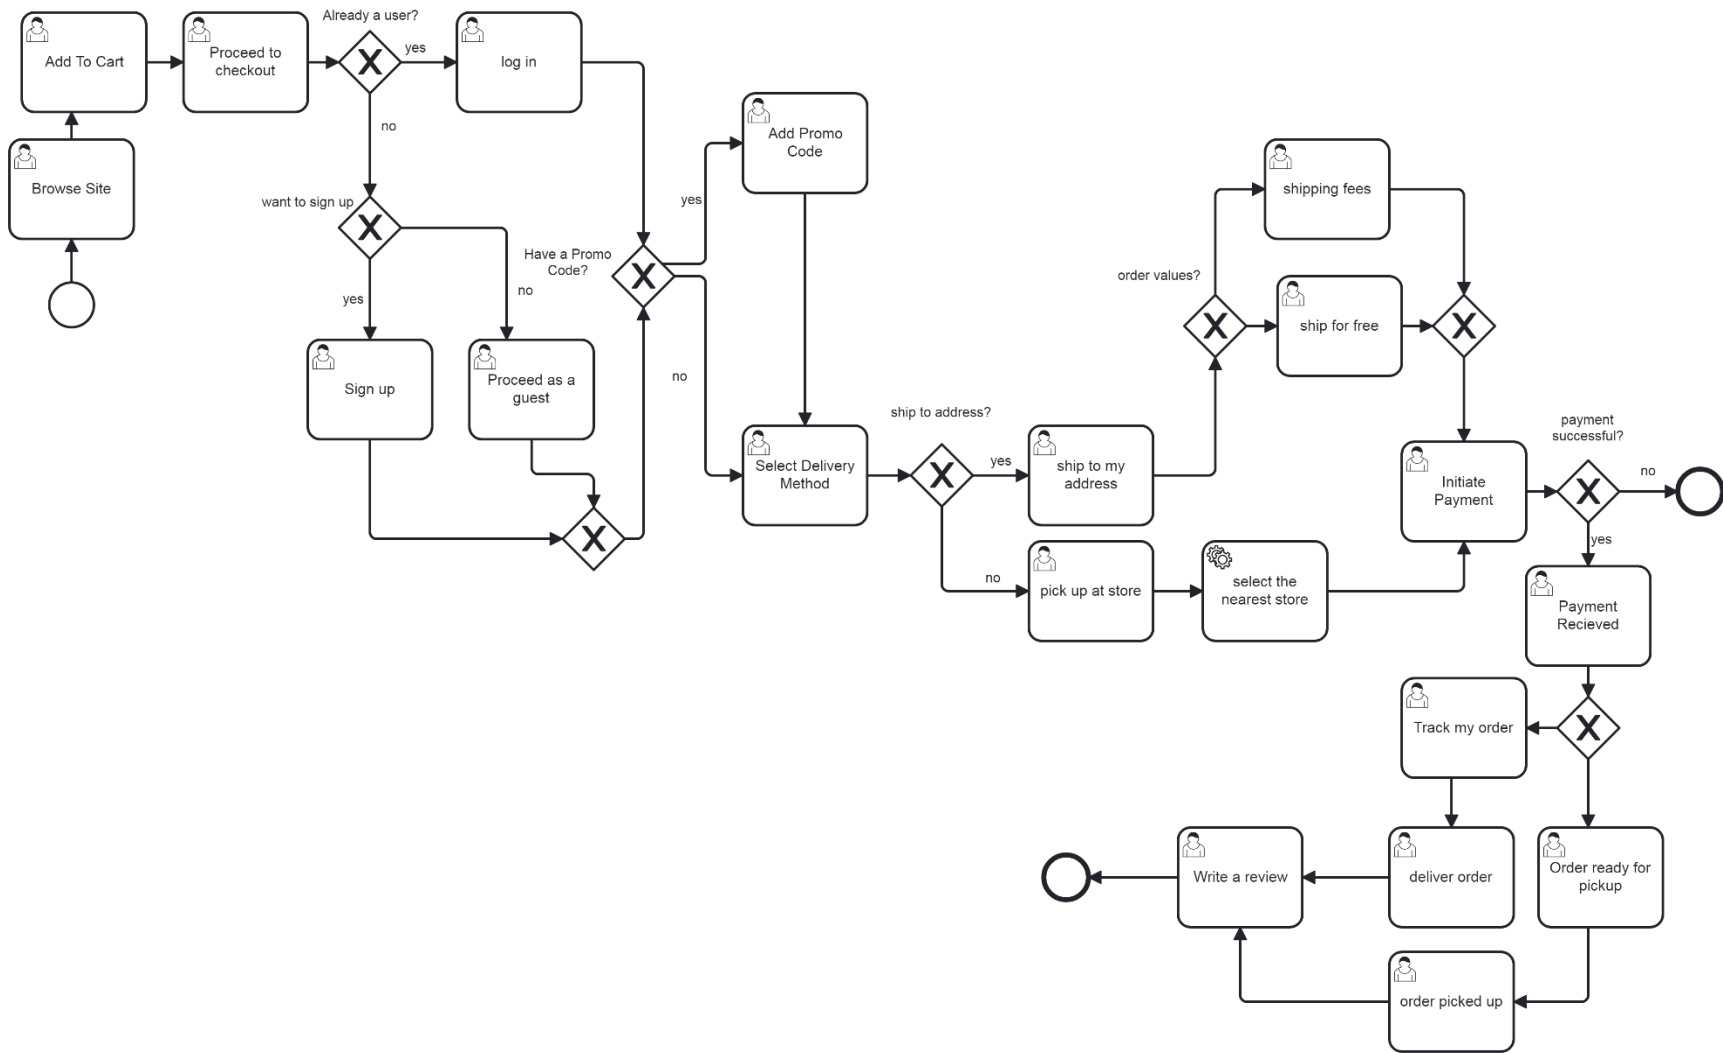 Already a user?
Add To Cart
Proceed to
checkout
yes
log in
no
Browse Site
want to sign up
Have a Promo
Code?
yes
no
Sign up
Proceed as a
guest
yes
no
Add Promo
Code
Select Delivery
Method
ship to address?
yes
no
ship to my
address
pick up at store
select the
nearest store
order values?
shipping fees
ship for free
Initiate
Payment
payment
successful?
no
yes
Payment
Recieved
Track my order
deliver order
Order ready for
pickup
order picked up
Write a review